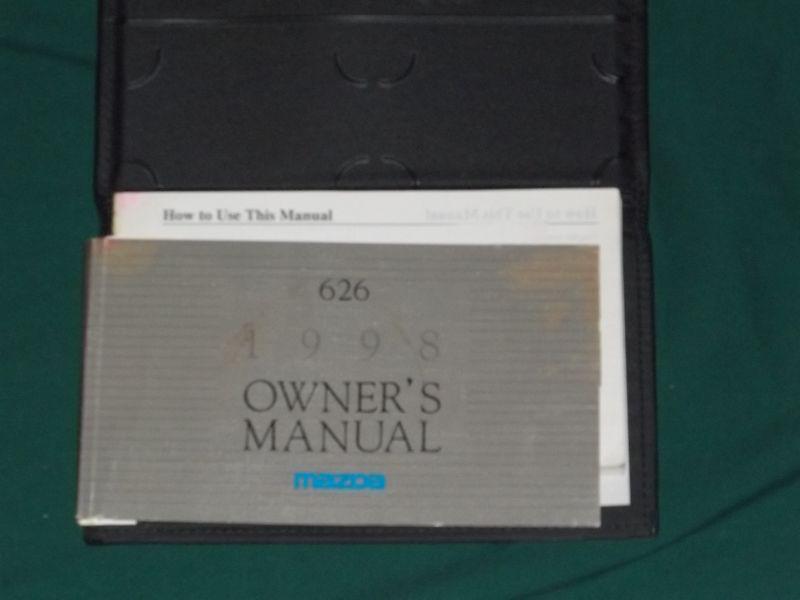 How to Use This Manual
626
1998
OWNER'S
MANUAL
mazda